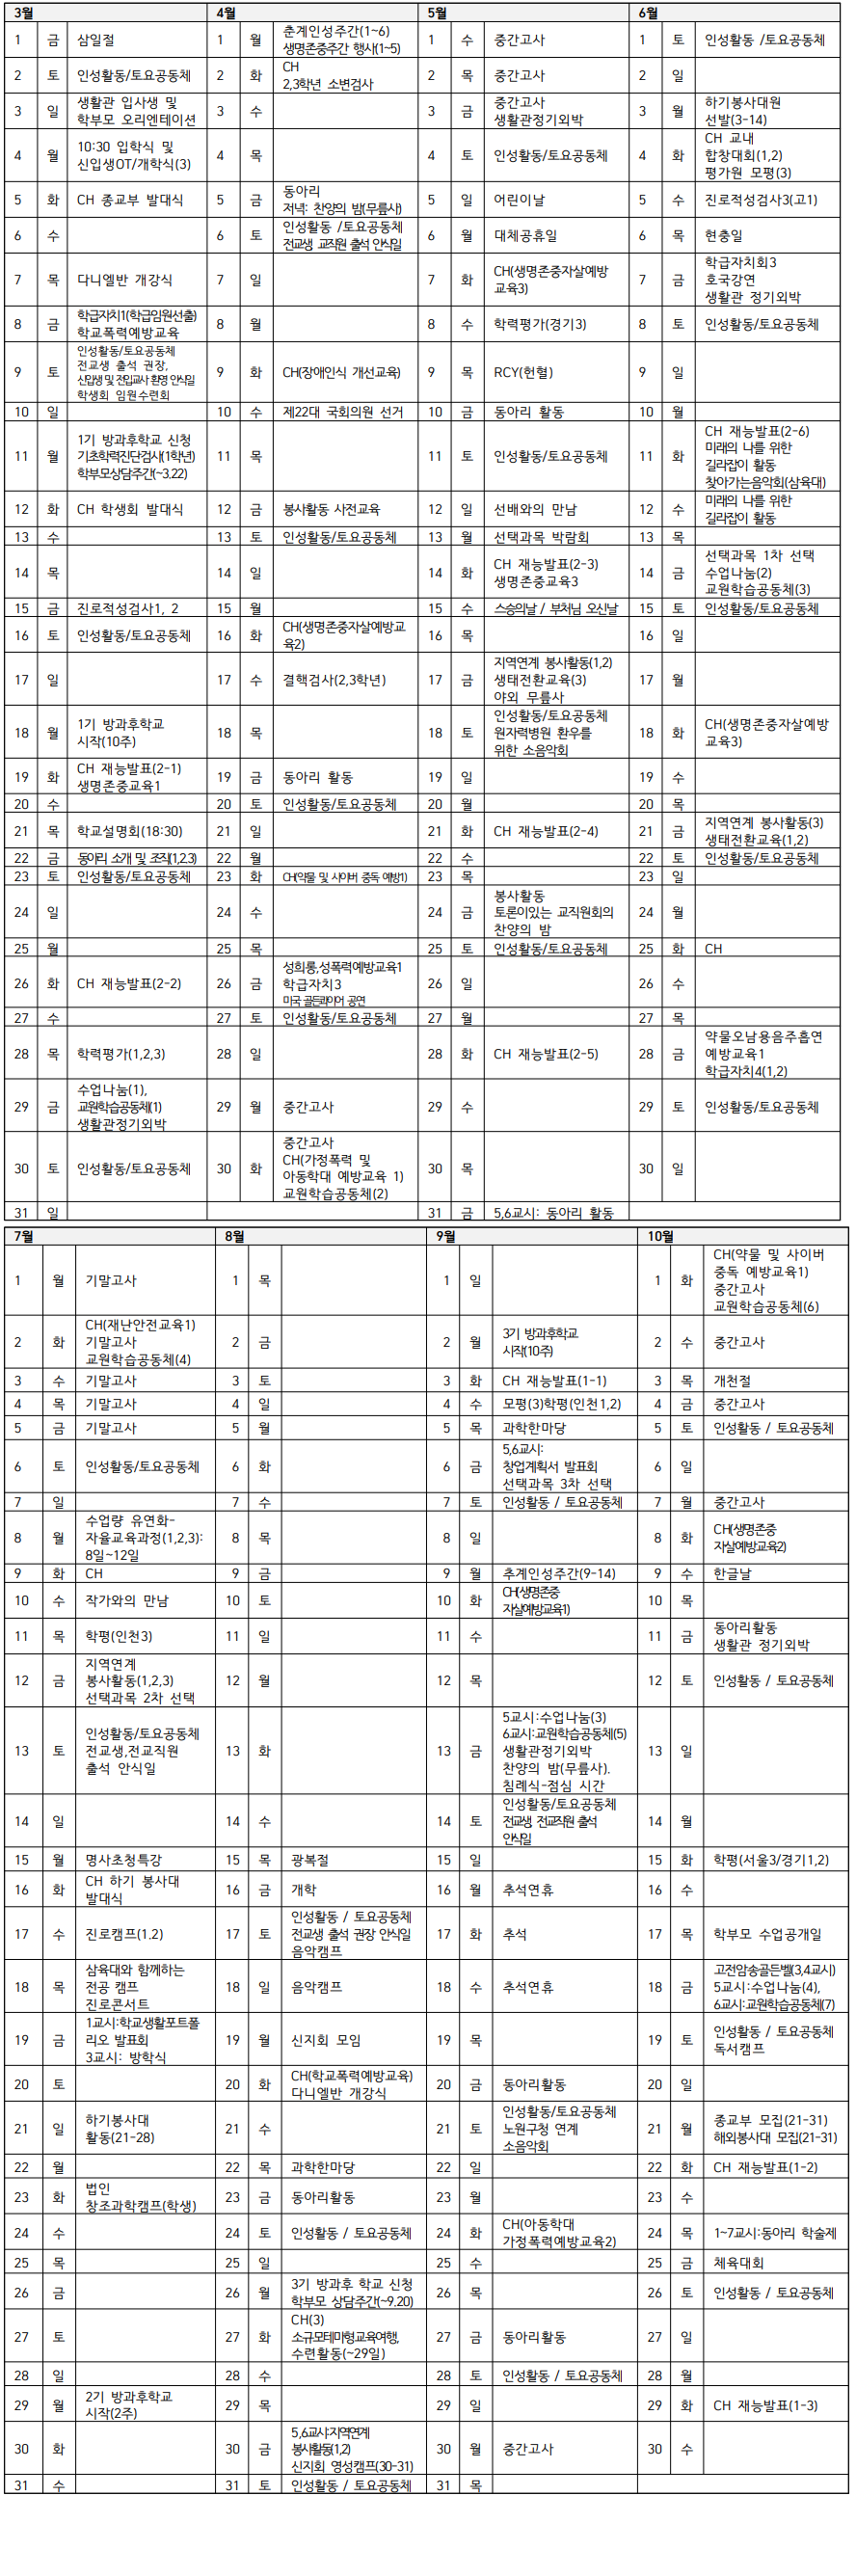 3월 4월 5월 6월
1 금 삼일절 1 월 춘계인성주간(1~6) 1 수 중간고사 1 토 인성활동 /토요공동체
생명존중주간 행사(1~5)
2 토 인성활동/토요공동체 2 화 CH 2 목 중간고사 2 일
2,3학년 소변검사
3 일 생활관 입사생 및 3 수 3 금 중간고사 3 월 하기봉사대원
학부모 오리엔테이션 생활관정기외박 선발(3-14)
4 월 10:30 입학식 및 4 목 4 토 인성활동/토요공동체 4 화 CH 교내
신입생OT/개학식(3) 합창대회(1,2)
평가원 모평(3)
5 화 CH 종교부 발대식 5 금 동아리 5 일 어린이날 5 수 진로적성검사3(고1)
저녁: 찬양의 밤(무릎사)
6 수 6 토 인성활동 /토요공동체 6 월 대체공휴일 6 목 현충일
전교생 교직원 출석 안식일
7 목 다니엘반 개강식 7 일 7 화 CH(생명존중자살예방 7 금 학급자치회3
교육3) 호국강연
생활관 정기외박
8 금 학급자치1(학급임원선출) 8 월 8 수 학력평가(경기3) 8 토 인성활동/토요공동체
학교폭력예방교육
9 토 인성활동/토요공동체 9 화 CH(장애인식 개선교육) 9 목 RCY(헌혈) 9 일
전교생 출석 권장,
신입생 및 전입교사 환영 안식일
학생회 임원수련회
10 일 10 수 제22대 국회의원 선거 10 금 동아리 활동 10 월
11 월 1기 방과후학교 신청 11 목 11 토 인성활동/토요공동체 11 화 CH 재능발표(2-6)
기초학력진단검사(1학년) 미래의 나를 위한
학부모상담주간(~3.22) 길라잡이 활동
찾아가는음악회(삼육대)
12 화 CH 학생회 발대식 12 금 봉사활동 사전교육 12 일 선배와의 만남 12 수 미래의 나를 위한
길라잡이 활동
13 수 13 토 인성활동/토요공동체 13 월 선택과목 박람회 13 목
14 목 14 일 14 화 CH 재능발표(2-3) 14 금 선택과목 1차 선택
생명존중교육3 수업나눔(2)
교원학습공동체(3)
15 금 진로적성검사1, 2 15 월 15 수 스승의날 / 부처님 오신날 15 토 인성활동/토요공동체
16 토 인성활동/토요공동체 16 화 CH(생명존중자살예방교 16 목 16 일
육2)
17 일 17 수 결핵검사(2,3학년) 17 금 지역연계 봉사활동(1,2) 17 월
생태전환교육(3)
야외 무릎사
18 월 1기 방과후학교 18 목 18 토 인성활동/토요공동체 18 화 CH(생명존중자살예방
시작(10주) 원자력병원 환우를 교육3)
위한 소음악회
19 화 CH 재능발표(2-1) 19 금 동아리 활동 19 일 19 수
생명존중교육1
20 수 20 토 인성활동/토요공동체 20 월 20 목
21 목 학교설명회(18:30) 21 일 21 화 CH 재능발표(2-4) 21 금 지역연계 봉사활동(3)
생태전환교육(1,2)
22 금 동아리 소개 및 조직(1,2,3) 22 월 22 수 22 토 인성활동/토요공동체
23 토 인성활동/토요공동체 23 화 CH(약물 및 사이버 중독 예방1) 23 목 23 일
24 일 24 수 24 금 봉사활동 24 월
토론이있는 교직원회의
찬양의 밤
25 월 25 목 25 토 인성활동/토요공동체 25 화 CH
26 화 CH 재능발표(2-2) 26 금 성희롱,성폭력예방교육1 26 일 26 수
학급자치3
미국 골든콰이어 공연
27 수 27 토 인성활동/토요공동체 27 월 27 목
28 목 학력평가(1,2,3) 28 일 28 화 CH 재능발표(2-5) 28 금 약물오남용음주흡연
예방교육1
학급자치4(1,2)
29 금 수업나눔(1), 29 월 중간고사 29 수 29 토 인성활동/토요공동체
교원학습공동체(1)
생활관정기외박
30 토 인성활동/토요공동체 30 화 중간고사 30 목 30 일
CH(가정폭력 및
아동학대 예방교육 1)
교원학습공동체(2)
31 일 31 금 5,6교시: 동아리 활동
7월 8월 9월 10월
1 월 기말고사 1 목 1 일 1 화 CH(약물 및 사이버
중독 예방교육1)
중간고사
교원학습공동체(6)
2 화 CH(재난안전교육1) 2 금 2 월 3기 방과후학교 2 수 중간고사
기말고사 시작(10주)
교원학습공동체(4)
3 수 기말고사 3 토 3 화 CH 재능발표(1-1) 3 목 개천절
4 목 기말고사 4 일 4 수 모평(3)학평(인천1,2) 4 금 중간고사
5 금 기말고사 5 월 5 목 과학한마당 5 토 인성활동 / 토요공동체
6 토 인성활동/토요공동체 6 화 6 금 5,6교시: 6 일
창업계획서 발표회
선택과목 3차 선택
7 일 7 수 7 토 인성활동 / 토요공동체 7 월 중간고사
8 월 수업량 유연화- 8 목 8 일 8 화 CH(생명존중
자율교육과정(1,2,3): 자살예방교육2)
8일~12일
9 화 CH 9 금 9 월 추계인성주간(9-14) 9 수 한글날
10 수 작가와의 만남 10 토 10 화 CH(생명존중 10 목
자살예방교육1)
11 목 학평(인천3) 11 일 11 수 11 금 동아리활동
생활관 정기외박
12 금 지역연계 12 월 12 목 12 토 인성활동 / 토요공동체
봉사활동(1,2,3)
선택과목 2차 선택
13 토 인성활동/토요공동체 13 화 13 금 5교시:수업나눔(3) 13 일
전교생,전교직원 6교시:교원학습공동체(5)
출석 안식일 생활관정기외박
찬양의 밤(무릎사).
침례식-점심 시간
14 일 14 수 14 토 인성활동/토요공동체 14 월
전교생, 전교직원 출석
안식일
15 월 명사초청특강 15 목 광복절 15 일 15 화 학평(서울3/경기1,2)
16 화 CH 하기 봉사대 16 금 개학 16 월 추석연휴 16 수
발대식
17 수 진로캠프(1.2) 17 토 인성활동 / 토요공동체 17 화 추석 17 목 학부모 수업공개일
전교생 출석 권장 안식일
음악캠프
18 목 삼육대와 함께하는 18 일 음악캠프 18 수 추석연휴 18 금 고전암송골든벨(3,4교시)
전공 캠프 5교시:수업나눔(4),
진로콘서트 6교시:교원학습공동체(7)
19 금 1교시:학교생활포트폴 19 월 신지회 모임 19 목 19 토 인성활동 / 토요공동체
리오 발표회 독서캠프
3교시: 방학식
20 토 20 화 CH(학교폭력예방교육) 20 금 동아리활동 20 일
다니엘반 개강식
21 일 하기봉사대 21 수 21 토 인성활동/토요공동체 21 월 종교부 모집(21-31)
활동(21-28) 노원구청 연계 해외봉사대 모집(21-31)
소음악회
22 월 22 목 과학한마당 22 일 22 화 CH 재능발표(1-2)
23 화 법인 23 금 동아리활동 23 월 23 수
창조과학캠프(학생)
24 수 24 토 인성활동 / 토요공동체 24 화 CH(아동학대 24 목 1~7교시:동아리 학술제
가정폭력예방교육2)
25 목 25 일 25 수 25 금 체육대회
26 금 26 월 3기 방과후 학교 신청 26 목 26 토 인성활동 / 토요공동체
학부모 상담주간(~9.20)
27 토 27 화 CH(3) 27 금 동아리활동 27 일
소규모테마형교육여행,
수련활동(~29일)
28 일 28 수 28 토 인성활동 / 토요공동체 28 월
29 월 2기 방과후학교 29 목 29 일 29 화 CH 재능발표(1-3)
시작(2주)
30 화 30 금 5,6교시:지역연계 30 월 중간고사 30 수
봉사활동(1,2)
신지회 영성캠프(30-31)
31 수 31 토 인성활동 / 토요공동체 31 목